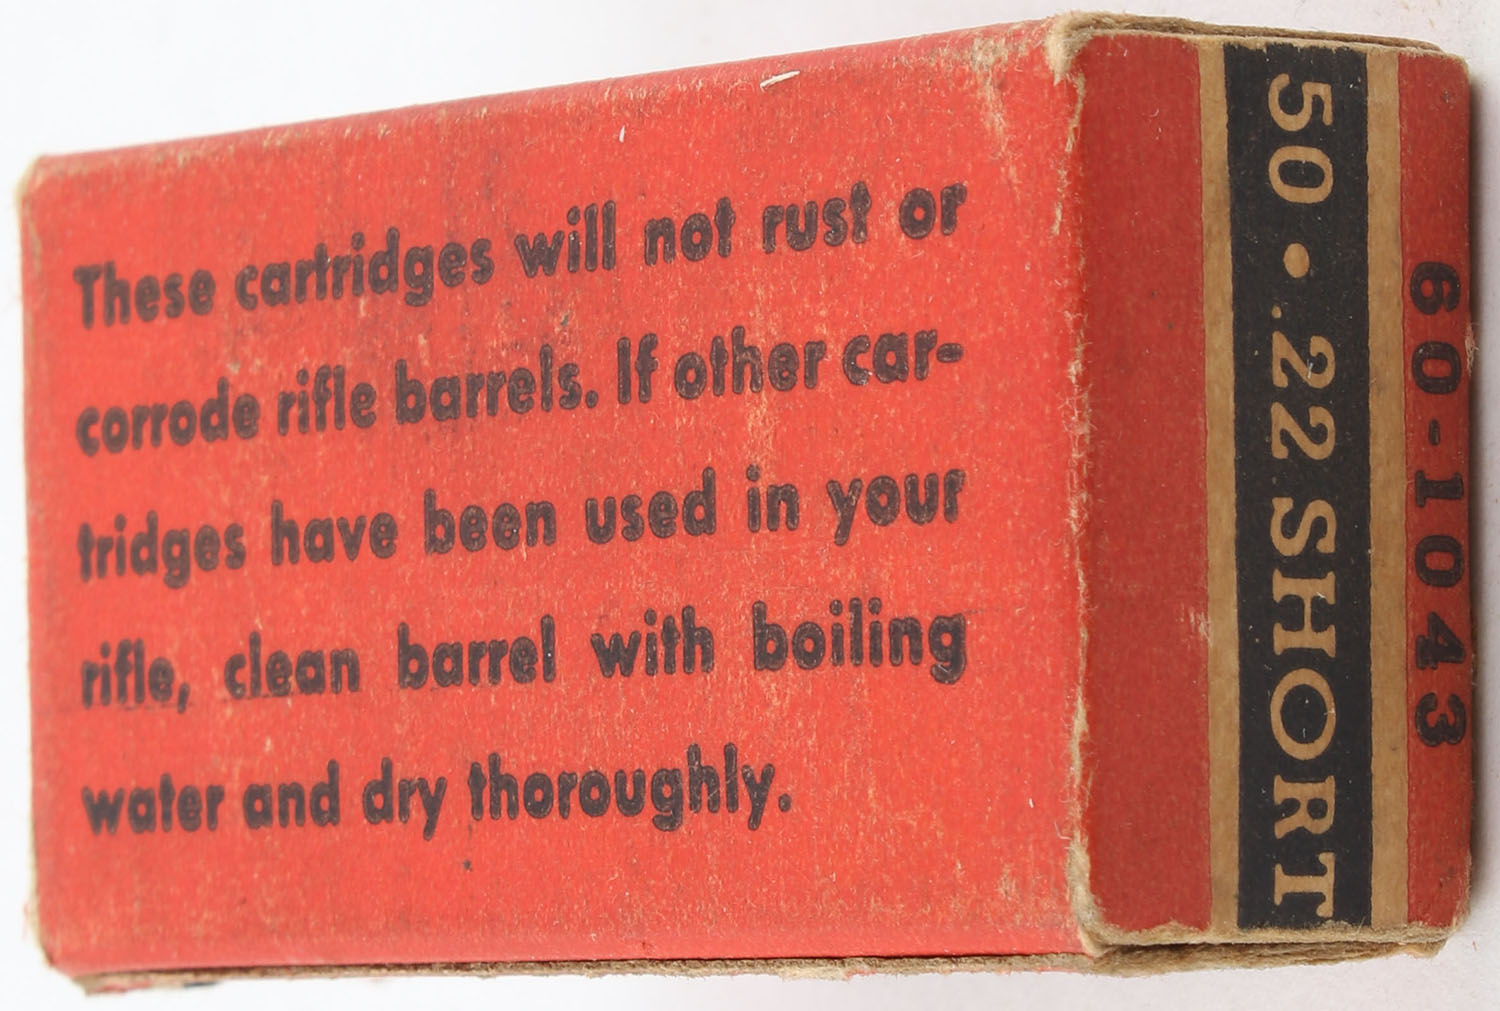 These cartridges will not rust or
corrode rifle barrels. If other car-
tridges have been used in your
rifle, clean barrel with boiling
water and dry thoroughly.
50 • .22 SHORT
60-1043